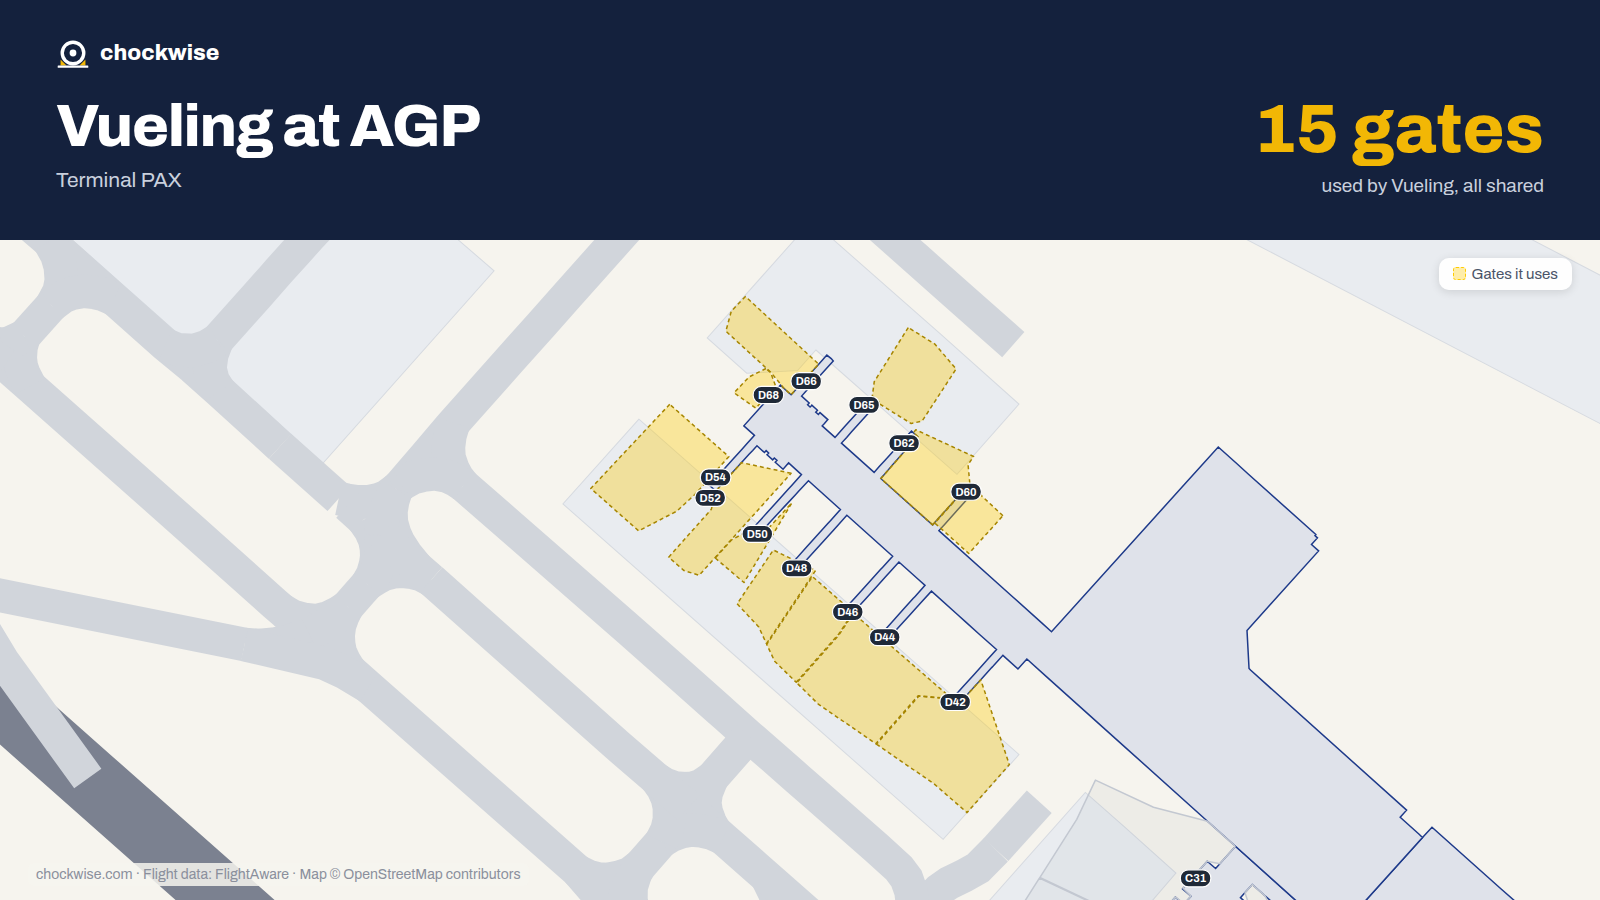 chockwise
Vueling at AGP
Terminal PAX
15 gates
used by Vueling, all shared
Gates it uses
D66
D68
D65
D62
D54
D52
D60
D50
D48
D46
D44
D42
C31
chockwise.com · Flight data: FlightAware · Map © OpenStreetMap contributors